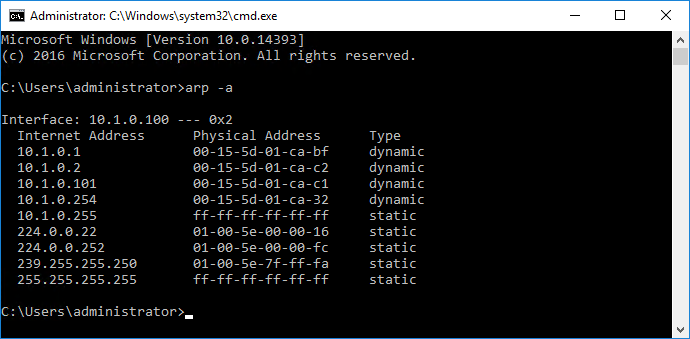 Administrator: C:\Windows\system32\cmd.exe
Microsoft Windows [Version 10.0.14393]
(c) 2016 Microsoft Corporation. All rights reserved.
C:\Users\administrator>arp -a
Interface: 10.1.0.100 --- 0x2
  Internet Address      Physical Address      Type
  10.1.0.1              00-15-5d-01-ca-bf     dynamic
  10.1.0.2              00-15-5d-01-ca-c2     dynamic
  10.1.0.101            00-15-5d-01-ca-c1     dynamic
  10.1.0.254            00-15-5d-01-ca-32     dynamic
  10.1.0.255            ff-ff-ff-ff-ff-ff     static
  224.0.0.22            01-00-5e-00-00-16     static
  224.0.0.252           01-00-5e-00-00-fc     static
  239.255.255.250       01-00-5e-7f-ff-fa     static
  255.255.255.255       ff-ff-ff-ff-ff-ff     static
C:\Users\administrator>